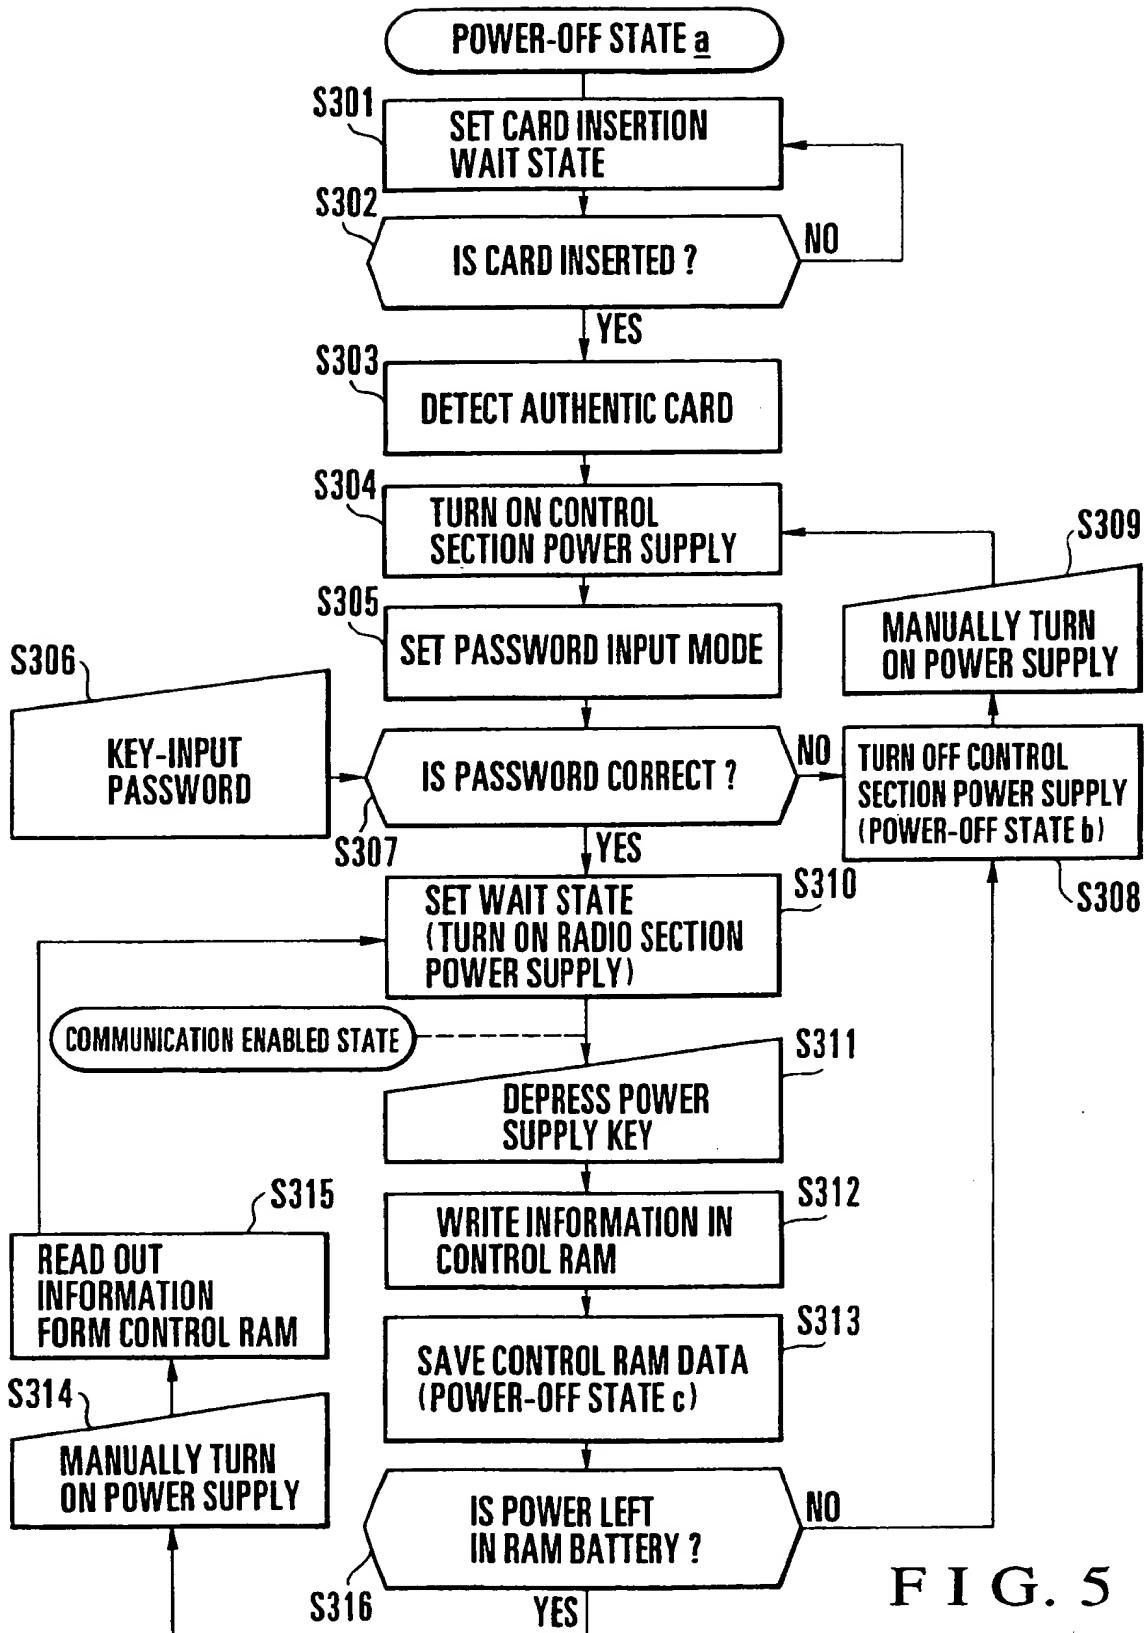 POWER-OFF STATE a
S301
SET CARD INSERTION
WAIT STATE
S302
IS CARD INSERTED ?
NO
YES
S303
DETECT AUTHENTIC CARD
S304
TURN ON CONTROL
SECTION POWER SUPPLY
S309
MANUALLY TURN
ON POWER SUPPLY
S305
SET PASSWORD INPUT MODE
S306
KEY-INPUT
PASSWORD
IS PASSWORD CORRECT ?
S307
NO
YES
TURN OFF CONTROL
SECTION POWER SUPPLY
(POWER-OFF STATE b)
S308
S310
SET WAIT STATE
(TURN ON RADIO SECTION
POWER SUPPLY)
COMMUNICATION ENABLED STATE
S311
DEPRESS POWER
SUPPLY KEY
S312
WRITE INFORMATION IN
CONTROL RAM
S315
READ OUT
INFORMATION
FORM CONTROL RAM
S313
SAVE CONTROL RAM DATA
(POWER-OFF STATE c)
S314
MANUALLY TURN
ON POWER SUPPLY
IS POWER LEFT
IN RAM BATTERY ?
NO
S316
YES
FIG. 5